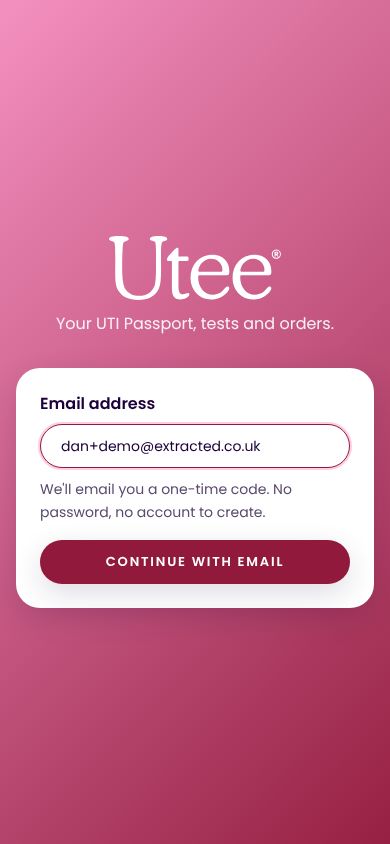 Utee®
Your UTI Passport, tests and orders.
Email address
dan+demo@extracted.co.uk
We'll email you a one-time code. No
password, no account to create.
CONTINUE WITH EMAIL